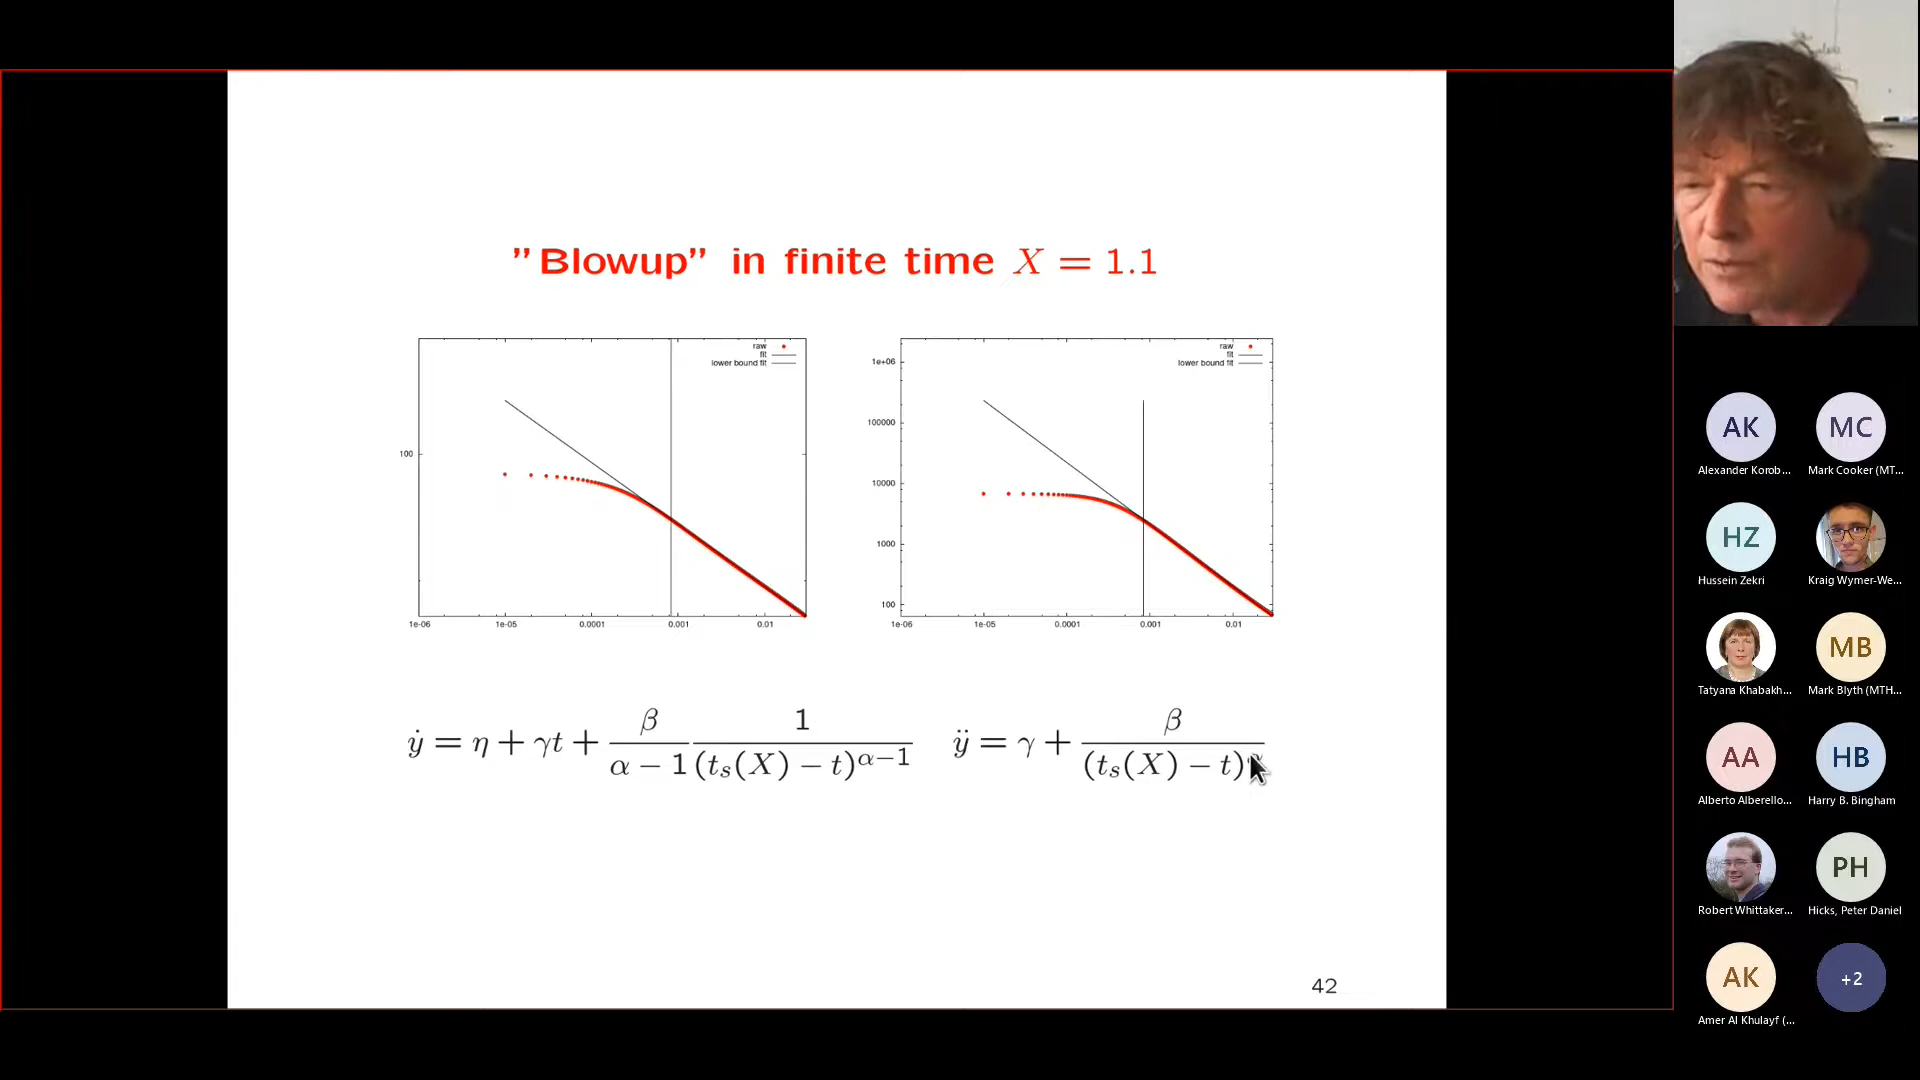 "Blowup" in finite time X = 1.1
raw
fit
lower bound fit
100
1e-06 1e-05 0.0001 0.001 0.01
raw
fit
lower bound fit
1e+06
100000
10000
1000
100
1e-06 1e-05 0.0001 0.001 0.01
ẏ = η + γt + β/(α − 1) 1/(tₛ(X) − t)^(α−1) ÿ = γ + β/(tₛ(X) − t)
42
AK MC
Alexander Korob... Mark Cooker (MT...
HZ
Hussein Zekri Kraig Wymer-We...
MB
Tatyana Khabakh... Mark Blyth (MTH...
AA HB
Alberto Alberello... Harry B. Bingham
PH
Robert Whittaker... Hicks, Peter Daniel
AK +2
Amer Al Khulayf (...